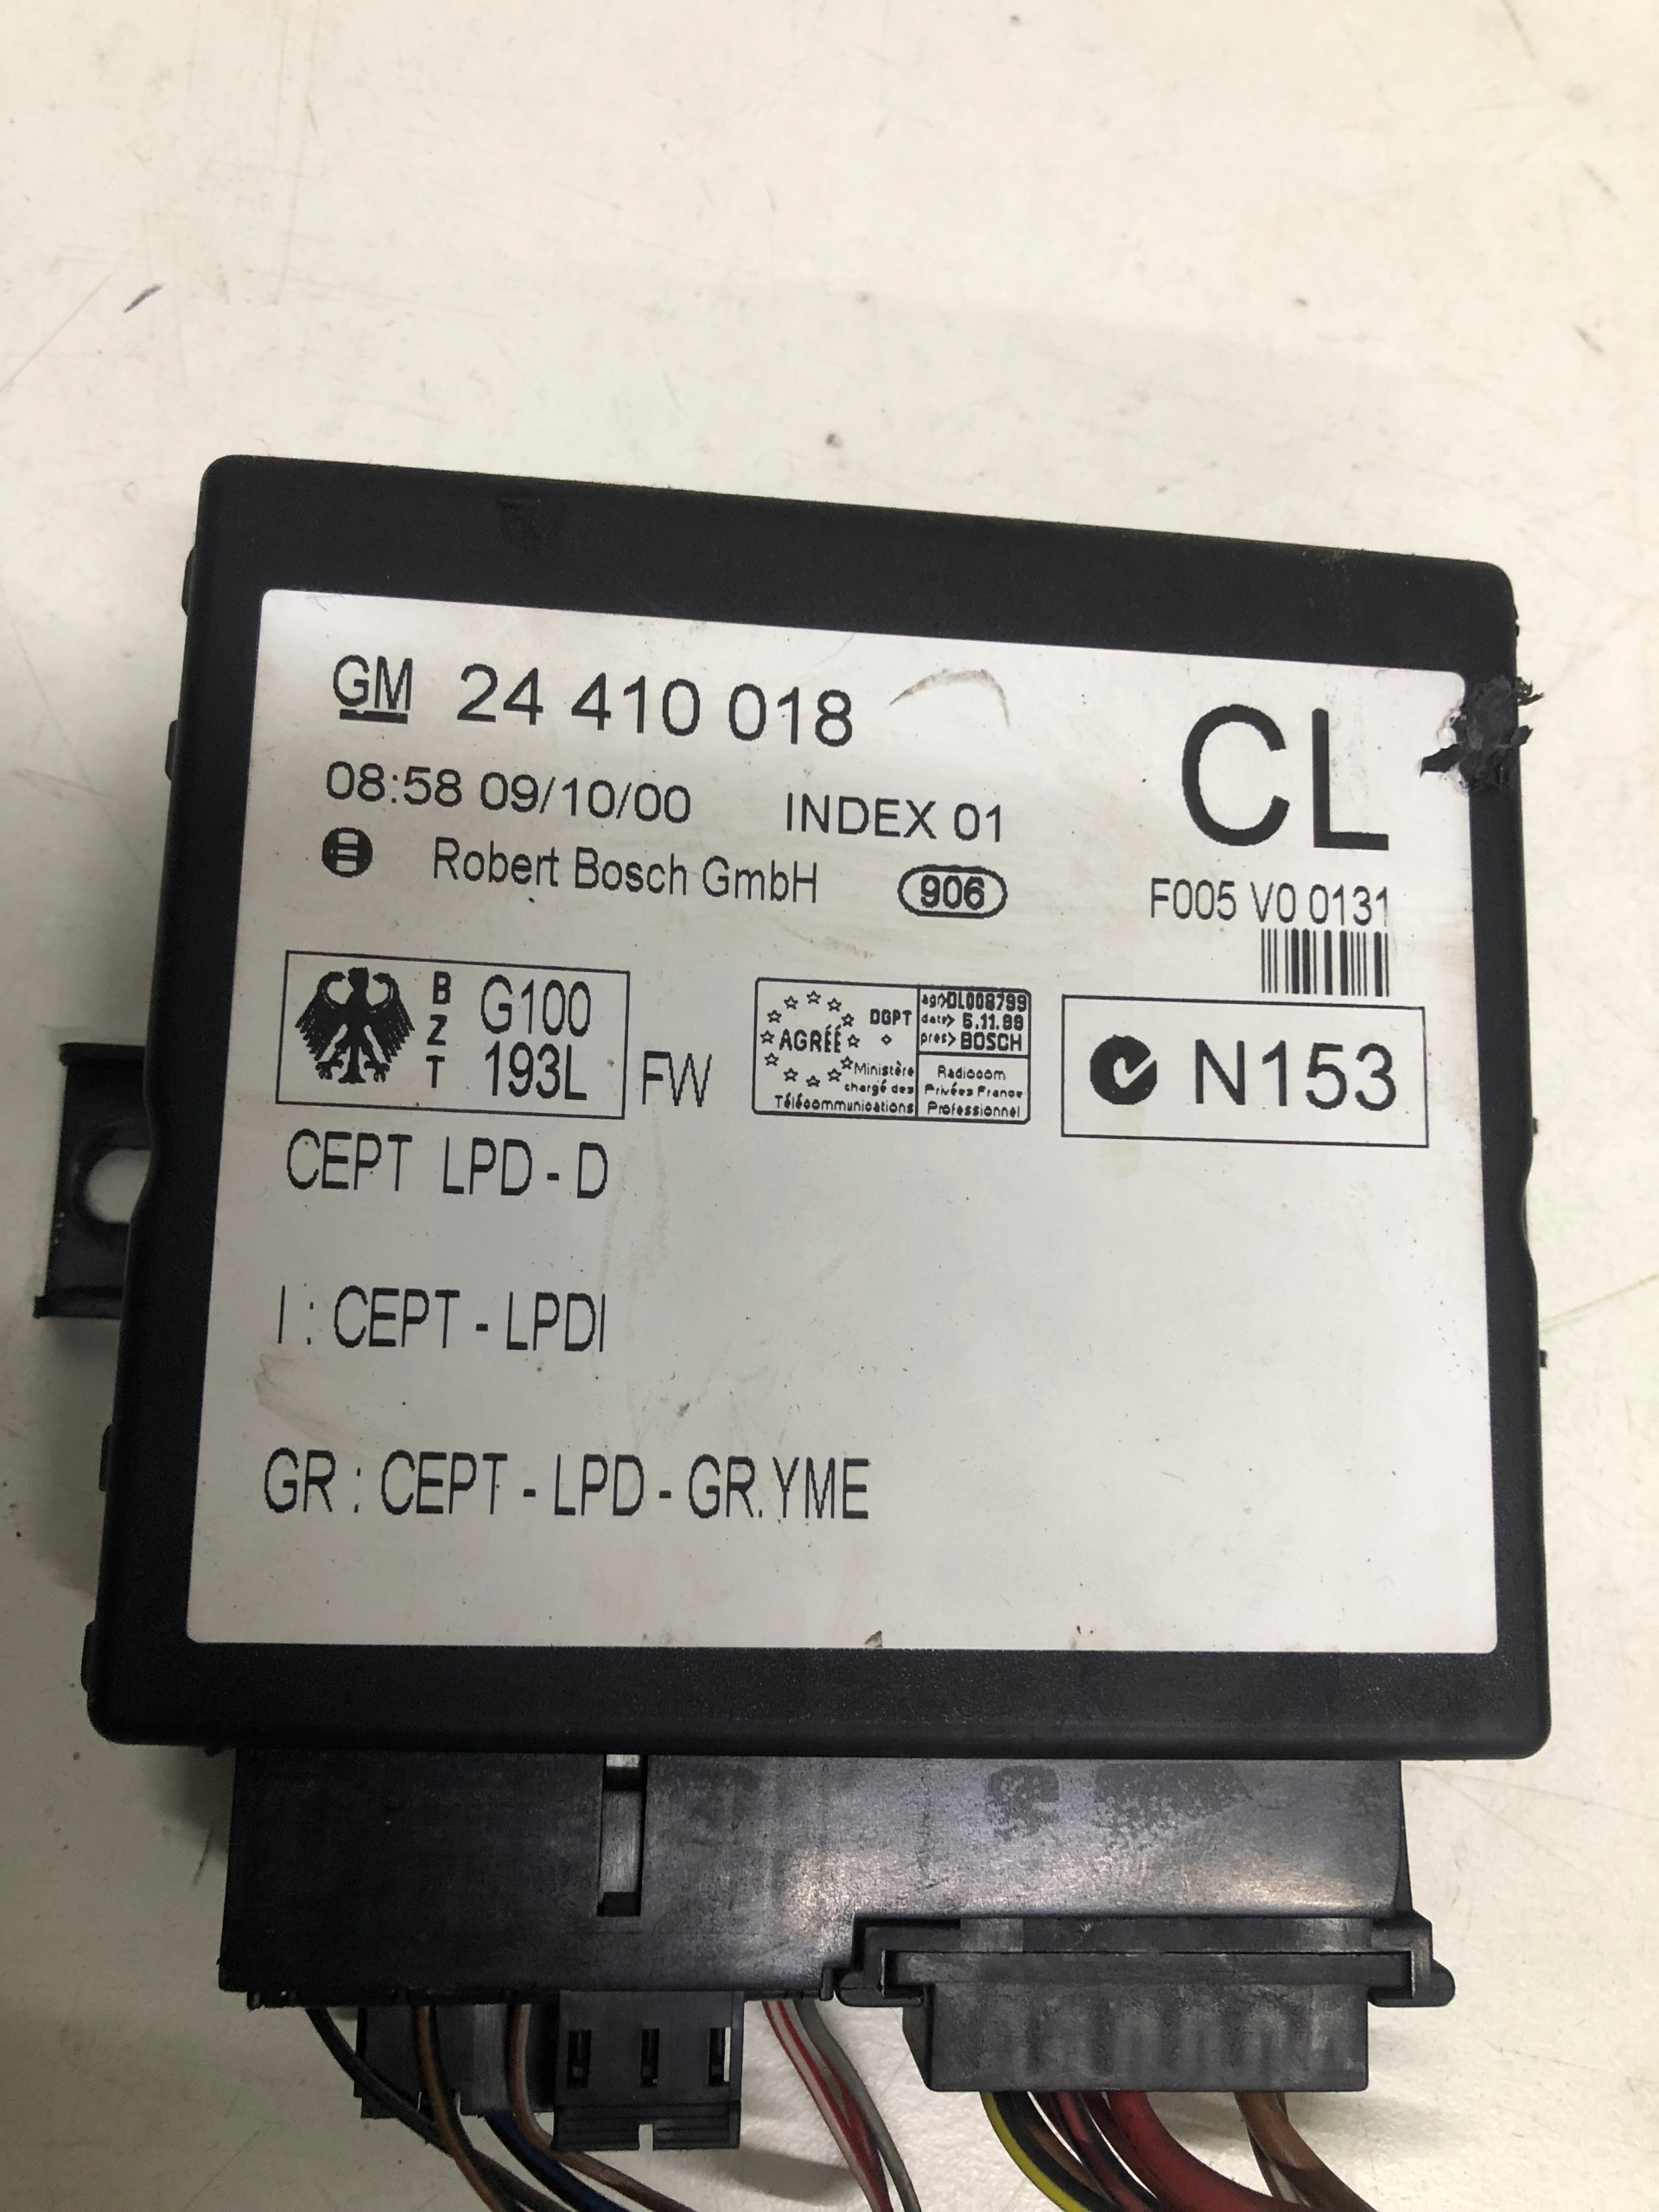 GM 24 410 018
CL
08:58 09/10/00 INDEX 01
Robert Bosch GmbH 906
F005 V0 0131
BZT G100
193L
FW
AGRÉÉ DGPT
Ministère
chargé des
Télécommunications
agr>DL008799
date> 5.11.99
pres> BOSCH
Radiocom
Privées France
Professionnel
N153
CEPT LPD - D
I : CEPT - LPDI
GR : CEPT - LPD - GR.YME